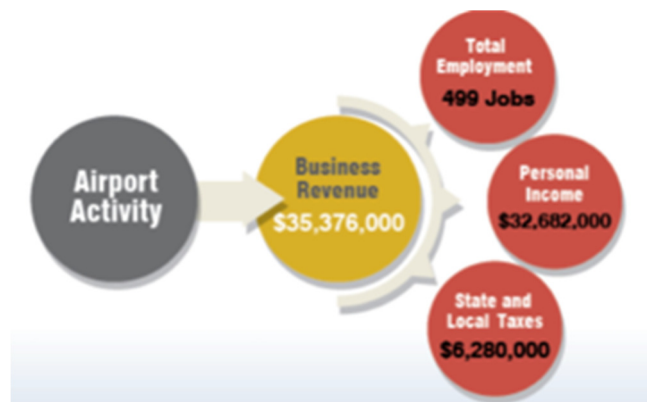 Airport
Activity
Business
Revenue
$35,376,000
Total
Employment
499 Jobs
Personal
Income
$32,682,000
State and
Local Taxes
$6,280,000